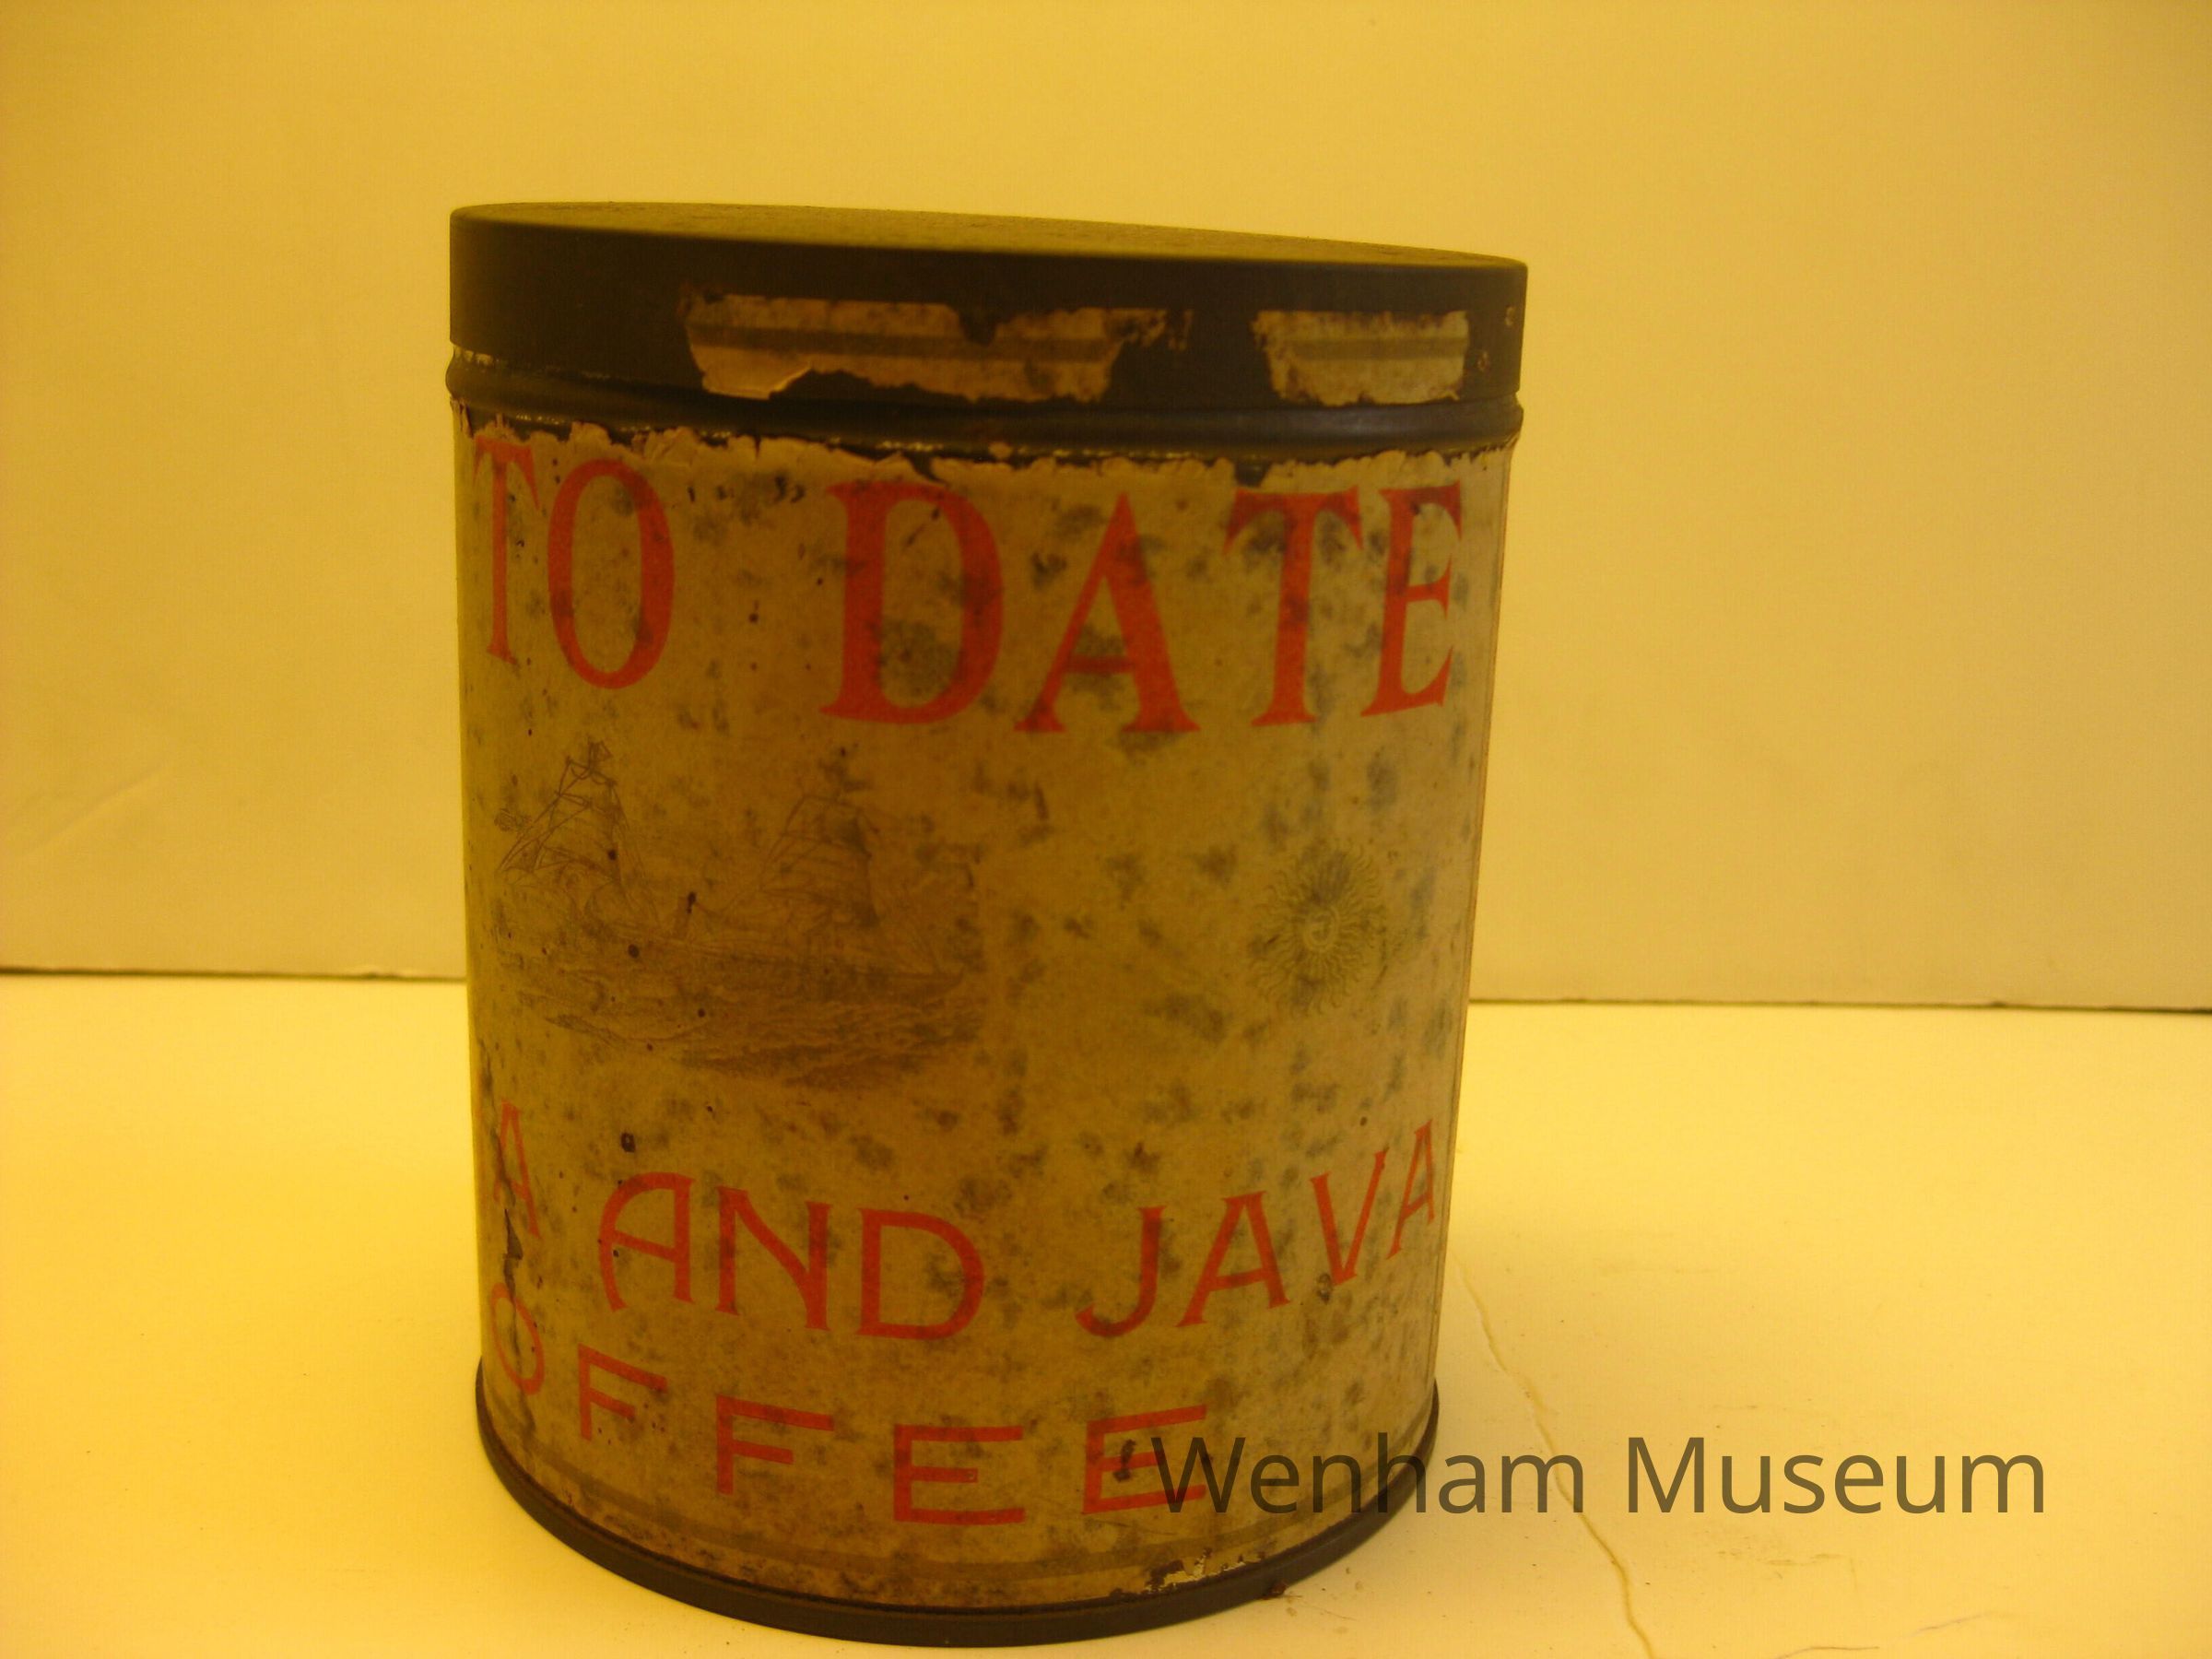 TO DATE
A AND JAVA
OFFEE
Wenham Museum